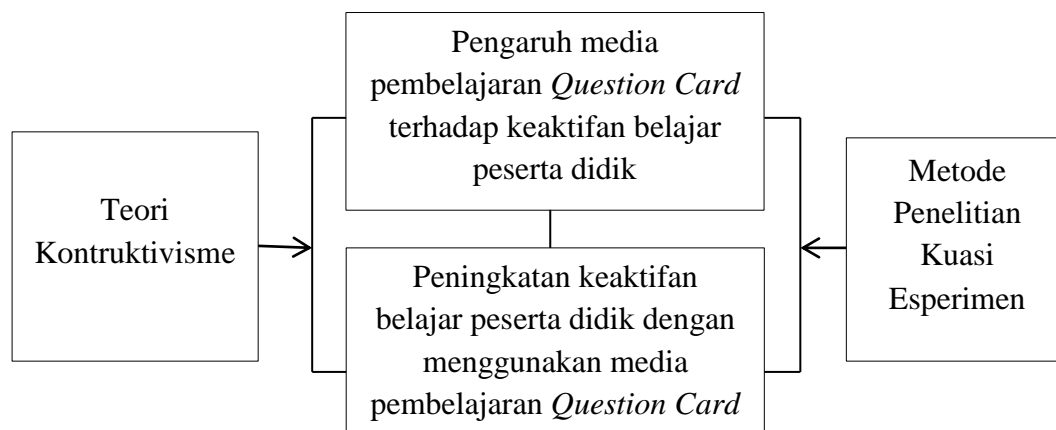 Teori
Kontruktivisme
Pengaruh media
pembelajaran Question Card
terhadap keaktifan belajar
peserta didik
Peningkatan keaktifan
belajar peserta didik dengan
menggunakan media
pembelajaran Question Card
Metode
Penelitian
Kuasi
Esperimen